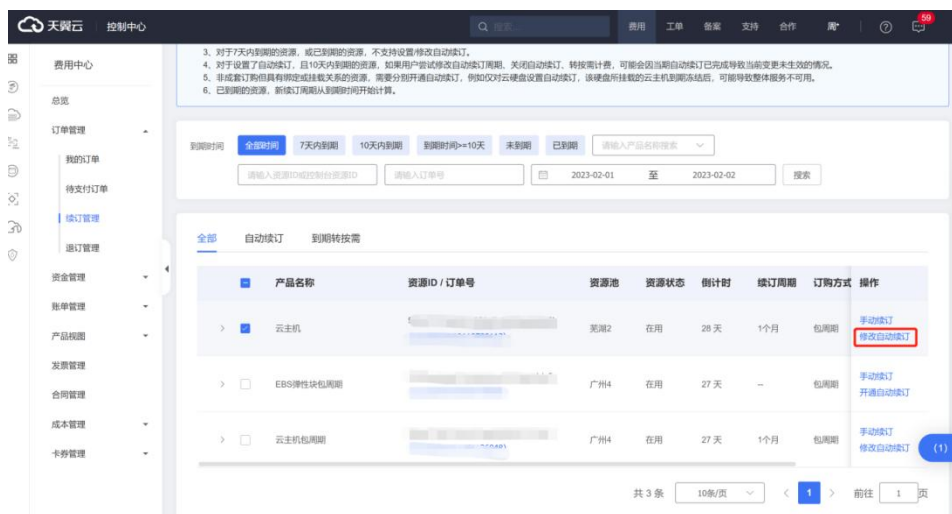 天翼云 控制中心 搜索... 费用 工单 备案 支持 合作 周* 59
费用中心
总览
订单管理
我的订单
待支付订单
续订管理
退订管理
资金管理
账单管理
产品视图
发票管理
合同管理
成本管理
卡券管理
3、对于7天内到期的资源，或已到期的资源，不支持设置/修改自动续订。
4、对于设置了自动续订，且10天内到期的资源，如果用户尝试修改自动续订周期、关闭自动续订、转按需计费，可能会因当期自动续订已完成导致当前变更未生效的情况。
5、非成套订购但具有绑定或挂载关系的资源，需要分别开通自动续订，例如仅对云硬盘设置自动续订，该硬盘所挂载的云主机到期冻结后，可能导致整体服务不可用。
6、已到期的资源，新续订周期从到期时间开始计算。
到期时间 全部时间 7天内到期 10天内到期 到期时间>=10天 未到期 已到期 请输入产品名称搜索
请输入资源ID或控制台资源ID 请输入订单号 2023-02-01 至 2023-02-02 搜索
全部 自动续订 到期转按需
产品名称 资源ID / 订单号 资源池 资源状态 倒计时 续订周期 订购方式 操作
云主机 芜湖2 在用 28 天 1个月 包周期 手动续订
修改自动续订
EBS弹性块包周期 广州4 在用 27 天 -- 包周期 手动续订
开通自动续订
云主机包周期 广州4 在用 27 天 1个月 包周期 手动续订
修改自动续订
(1)
共 3 条 10条/页 1 前往 1 页